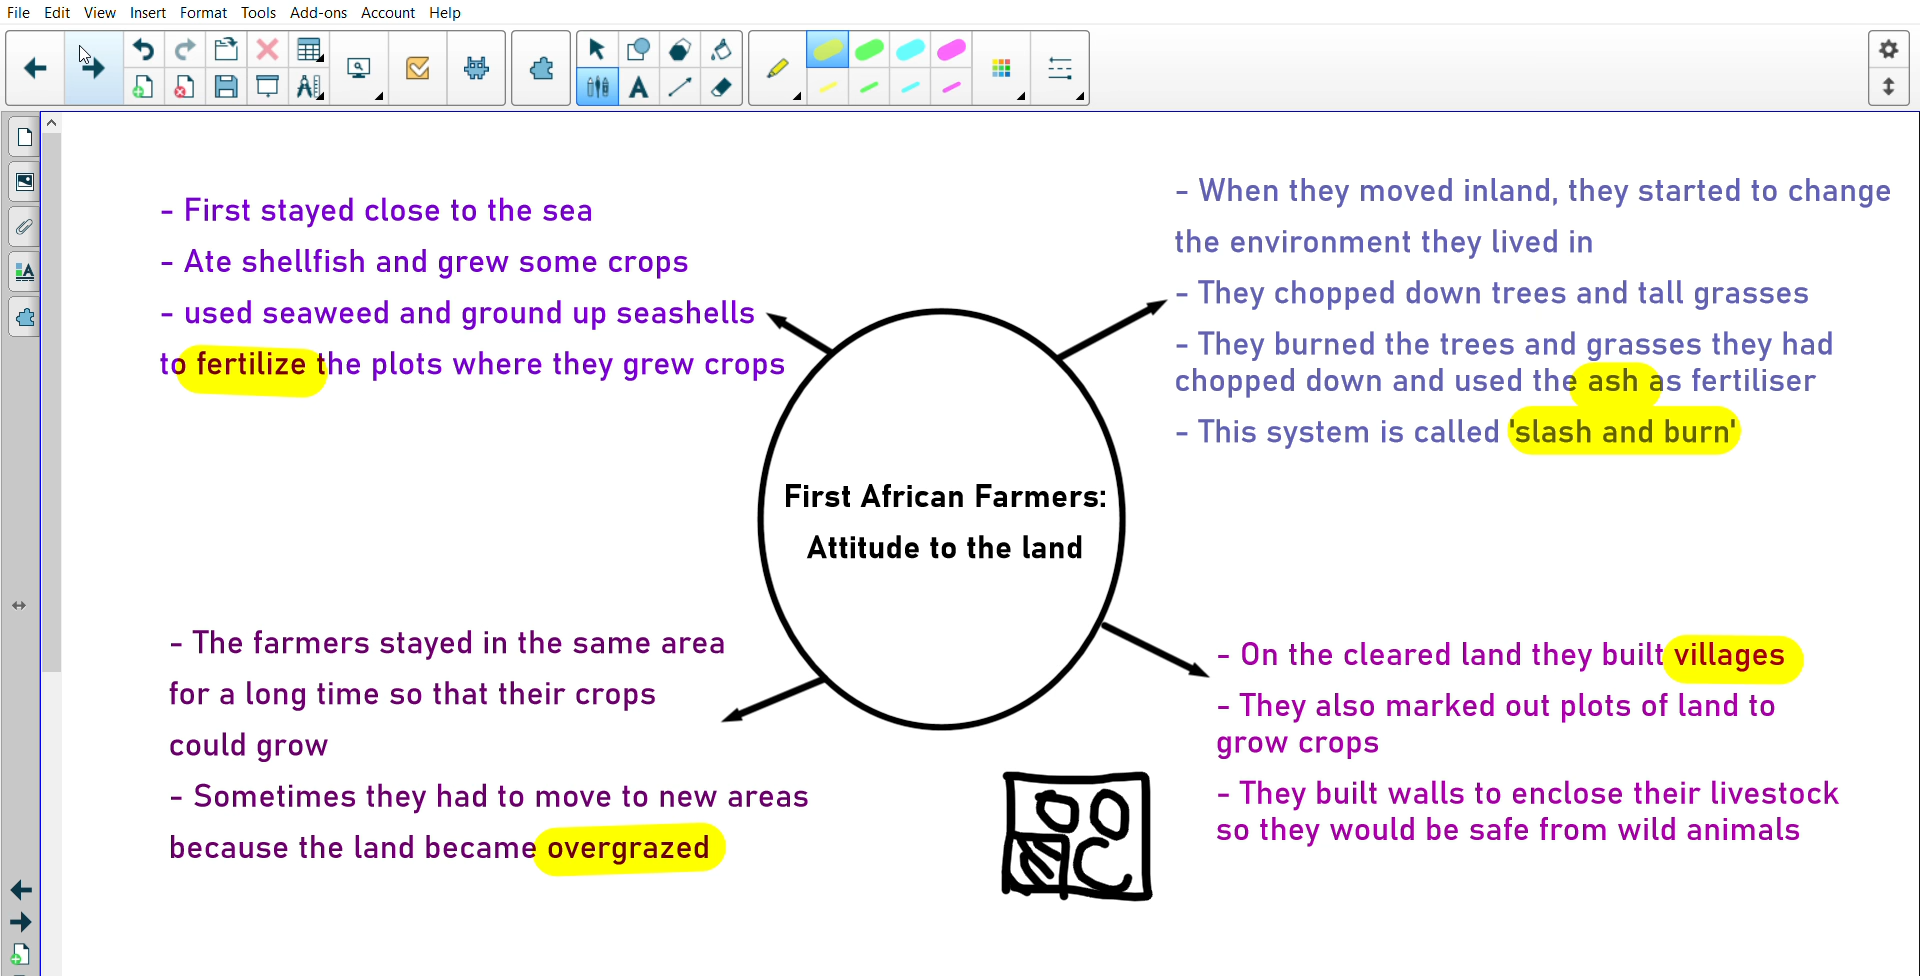 File Edit View Insert Format Tools Add-ons Account Help
- First stayed close to the sea
- Ate shellfish and grew some crops
- used seaweed and ground up seashells
to fertilize the plots where they grew crops
- When they moved inland, they started to change
the environment they lived in
- They chopped down trees and tall grasses
- They burned the trees and grasses they had
chopped down and used the ash as fertiliser
- This system is called 'slash and burn'
First African Farmers:
Attitude to the land
- The farmers stayed in the same area
for a long time so that their crops
could grow
- Sometimes they had to move to new areas
because the land became overgrazed
- On the cleared land they built villages
- They also marked out plots of land to
grow crops
- They built walls to enclose their livestock
so they would be safe from wild animals